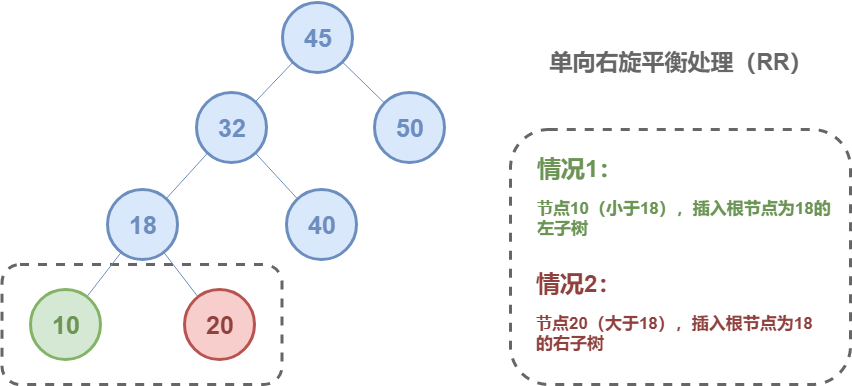 45
单向右旋平衡处理（RR）
32
50
情况1：
节点10（小于18），插入根节点为18的
左子树
18
40
情况2：
节点20（大于18），插入根节点为18
的右子树
10
20